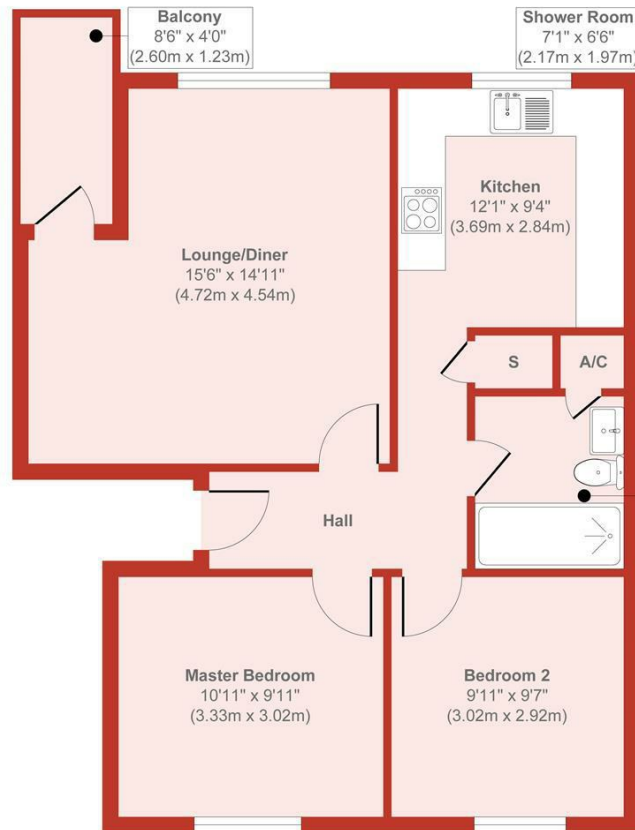 Balcony
8'6" x 4'0"
(2.60m x 1.23m)
Shower Room
7'1" x 6'6"
(2.17m x 1.97m)
Kitchen
12'1" x 9'4"
(3.69m x 2.84m)
Lounge/Diner
15'6" x 14'11"
(4.72m x 4.54m)
S
A/C
Hall
Master Bedroom
10'11" x 9'11"
(3.33m x 3.02m)
Bedroom 2
9'11" x 9'7"
(3.02m x 2.92m)